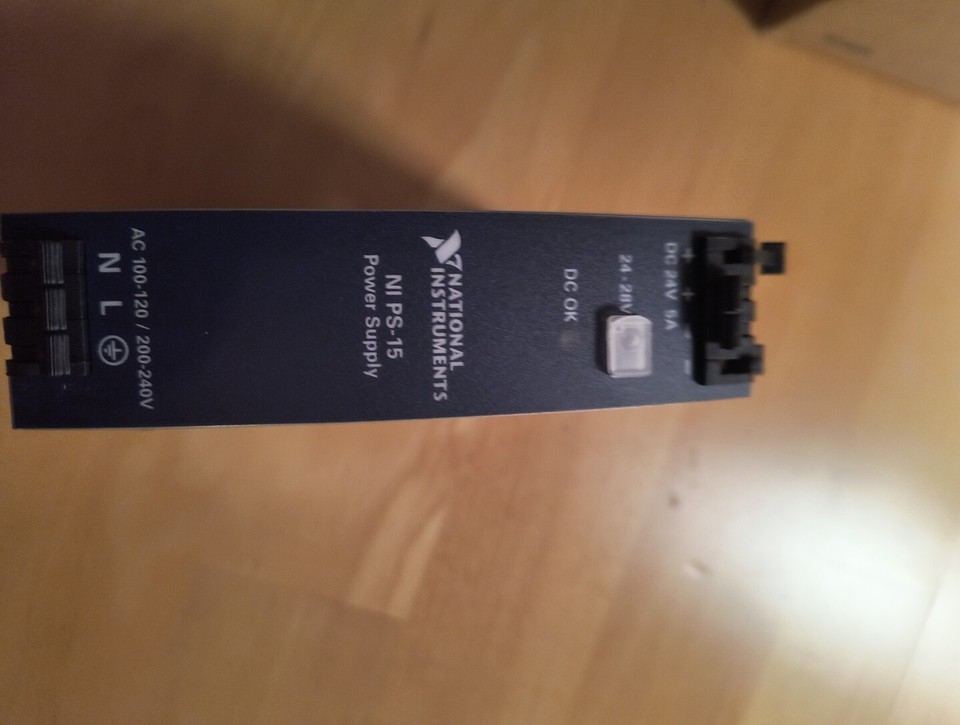 + + - -
DC 24V 5A
24 - 28V
DC OK
NATIONAL
INSTRUMENTS
NI PS-15
Power Supply
AC 100-120 / 200-240V
N L